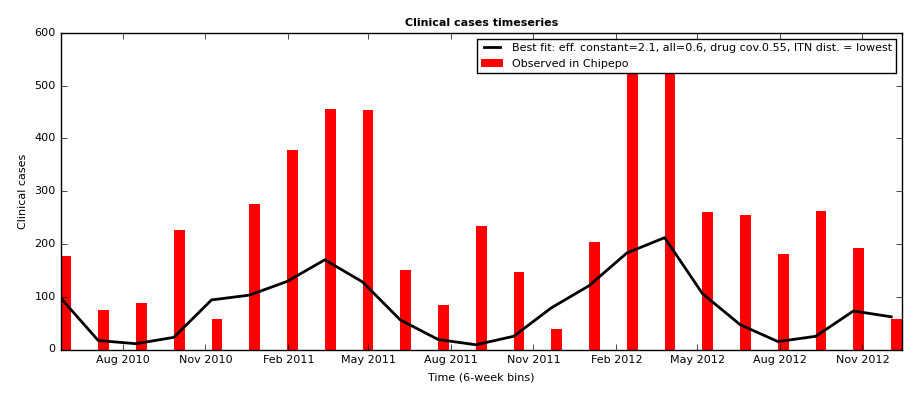 Clinical cases timeseries
Best fit: eff. constant=2.1, all=0.6, drug cov.0.55, ITN dist. = lowest
Observed in Chipepo
Clinical cases
600
500
400
300
200
100
0
Aug 2010 Nov 2010 Feb 2011 May 2011 Aug 2011 Nov 2011 Feb 2012 May 2012 Aug 2012 Nov 2012
Time (6-week bins)